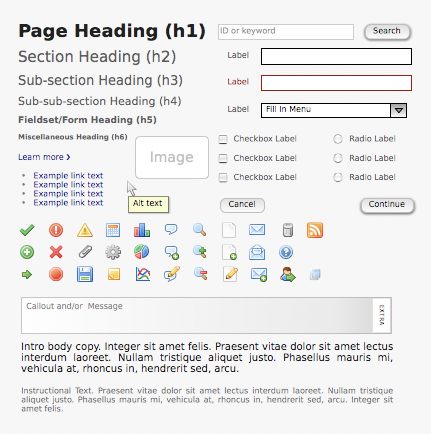 Page Heading (h1)
ID or keyword
Search
Section Heading (h2)
Label
Sub-section Heading (h3)
Label
Sub-sub-section Heading (h4)
Label
Fill In Menu
Fieldset/Form Heading (h5)
Miscellaneous Heading (h6)
Image
Checkbox Label
Radio Label
Learn more ❯
Checkbox Label
Radio Label
Example link text
Checkbox Label
Radio Label
Example link text
Example link text
Example link text
Alt text
Cancel
Continue
Callout and/or Message
EXTRA
Intro body copy. Integer sit amet felis. Praesent vitae dolor sit amet lectus
interdum laoreet. Nullam tristique aliquet justo. Phasellus mauris mi,
vehicula at, rhoncus in, hendrerit sed, arcu.
Instructional Text. Praesent vitae dolor sit amet lectus interdum laoreet. Nullam tristique
aliquet justo. Phasellus mauris mi, vehicula at, rhoncus in, hendrerit sed, arcu. Integer sit
amet felis.